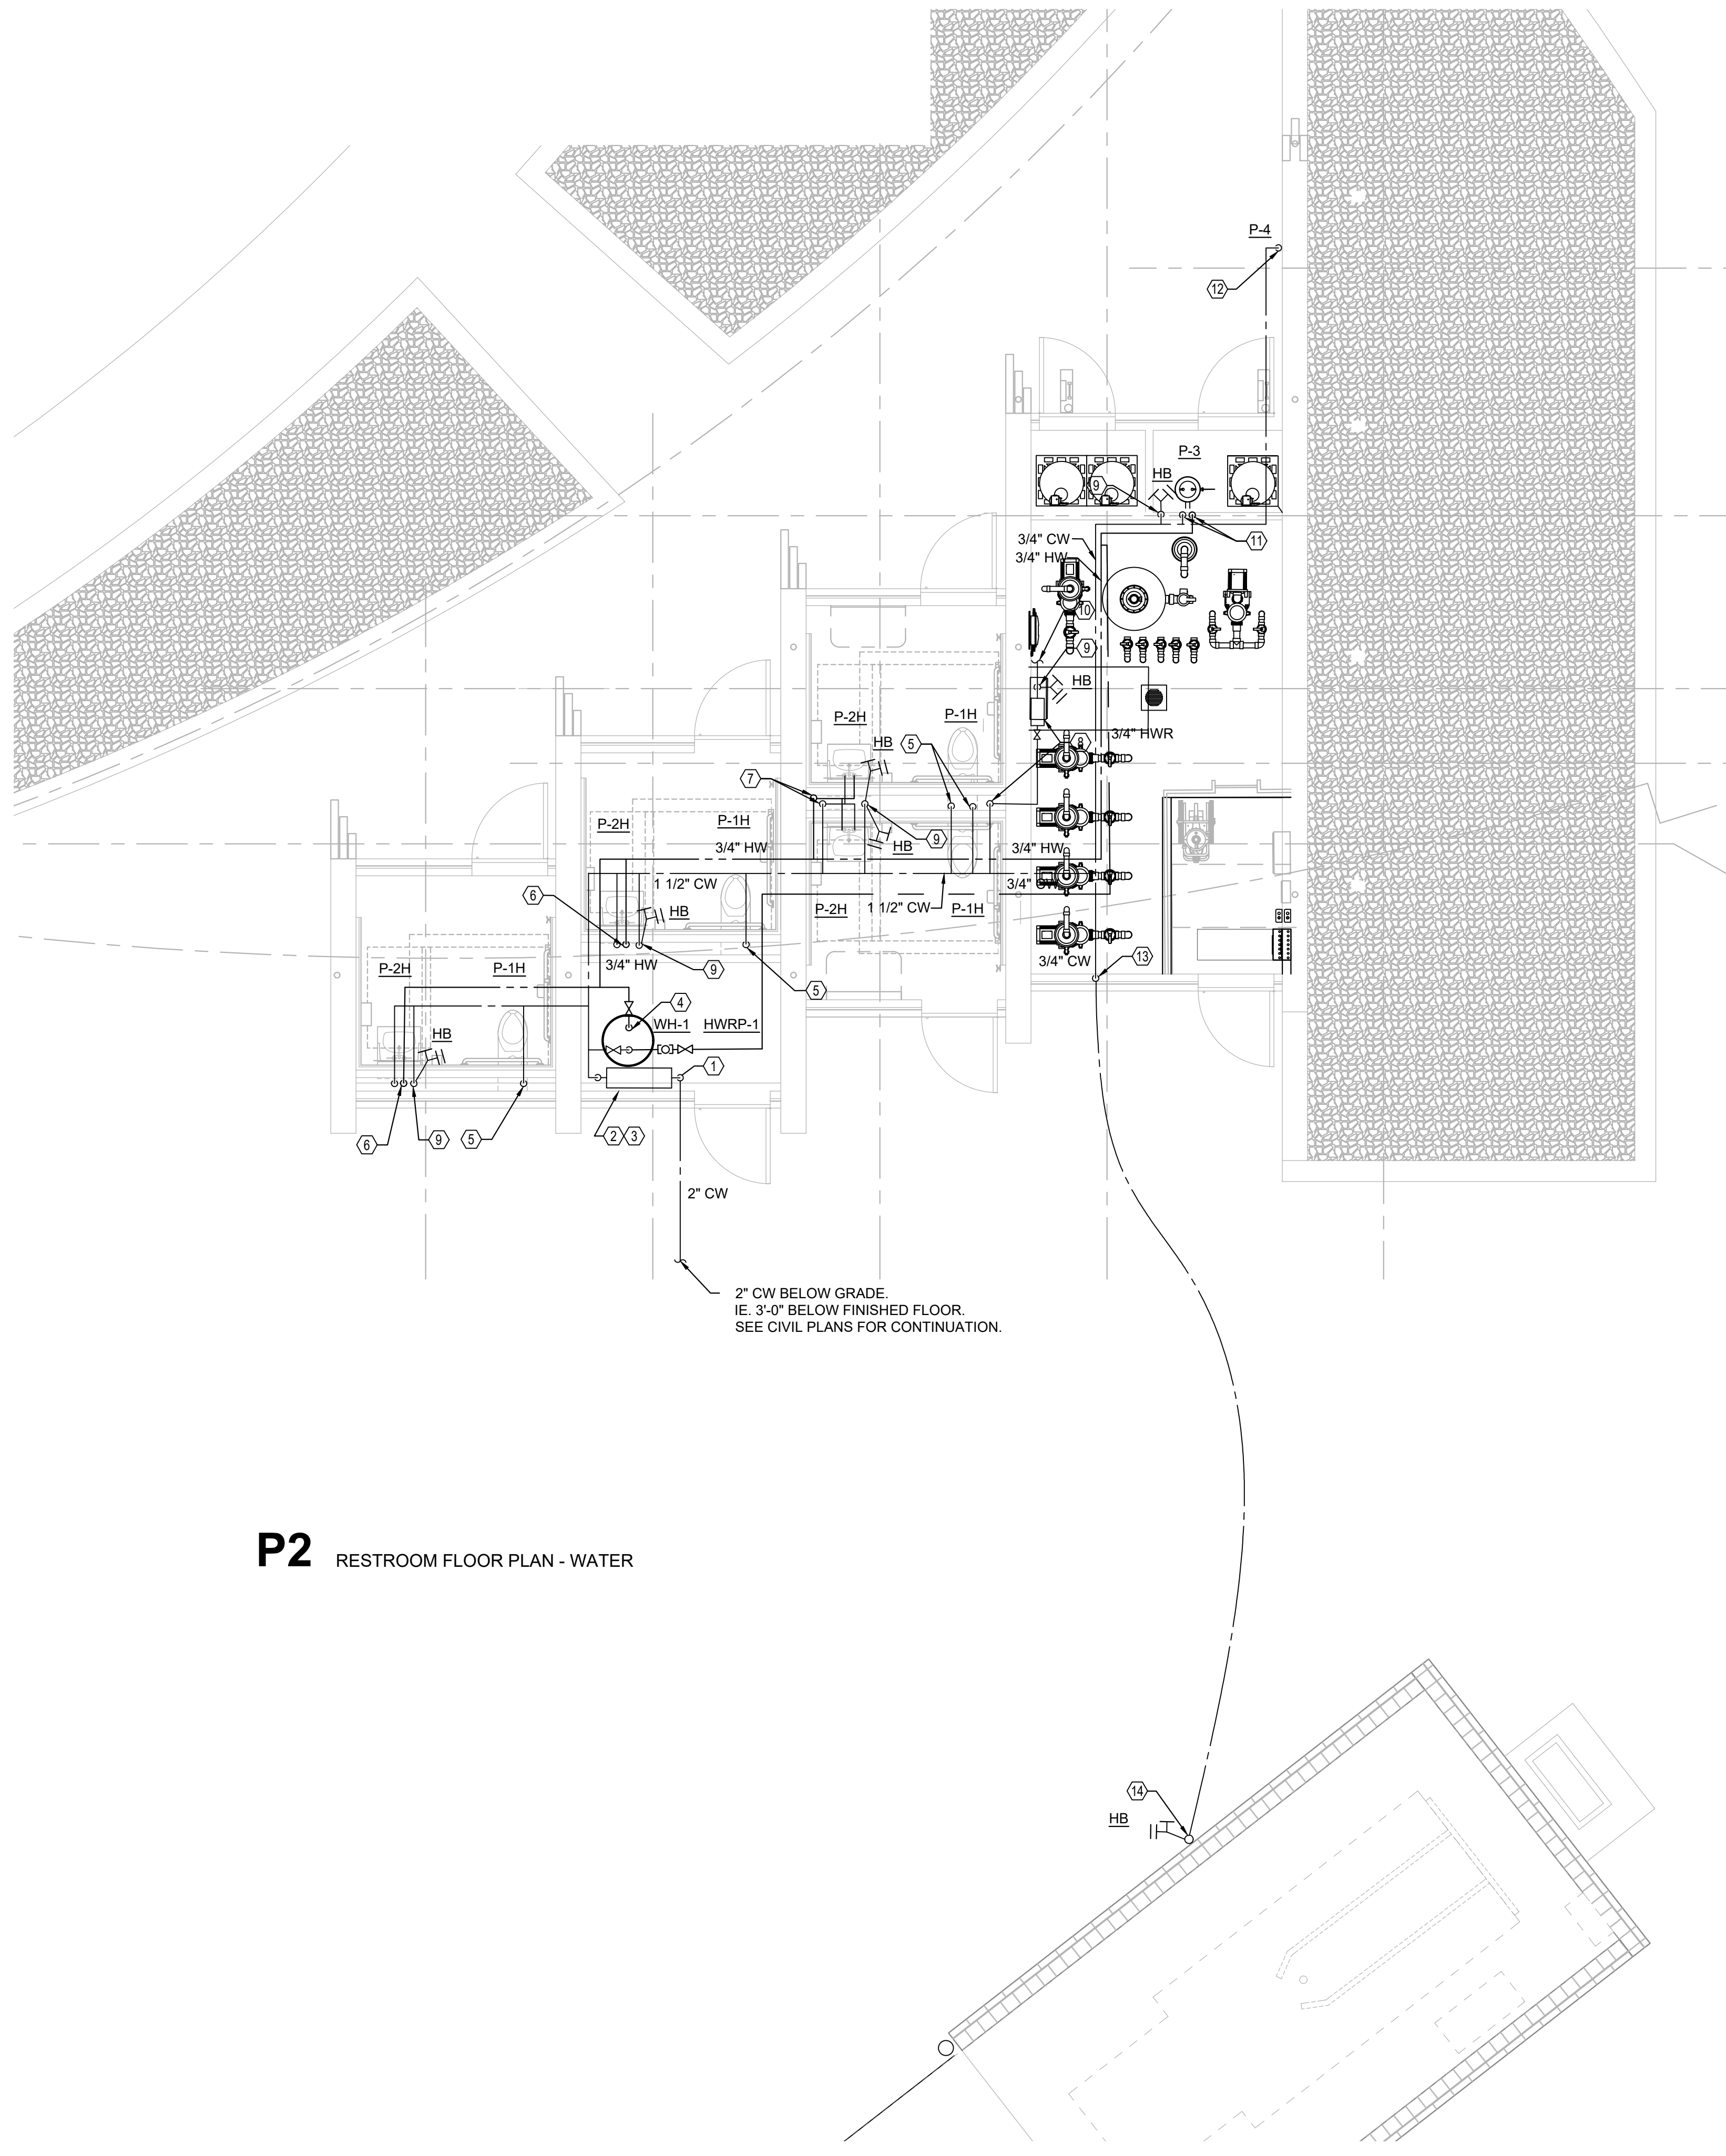 P-4
12
P-3
HB
9
11
3/4" CW
3/4" HW
10
9
HB
P-2H
P-1H
HB
5
3/4" HWR
8
7
P-2H
P-1H
9
HB
3/4" HW
3/4" HW
1 1/2" CW
3/4" CW
6
HB
1 1/2" CW
P-2H
P-1H
3/4" HW
9
3/4" CW
13
P-2H
P-1H
5
4
WH-1
HWRP-1
HB
1
6
9
5
2
3
2" CW
2" CW BELOW GRADE.
IE. 3'-0" BELOW FINISHED FLOOR.
SEE CIVIL PLANS FOR CONTINUATION.
P2 RESTROOM FLOOR PLAN - WATER
14
HB